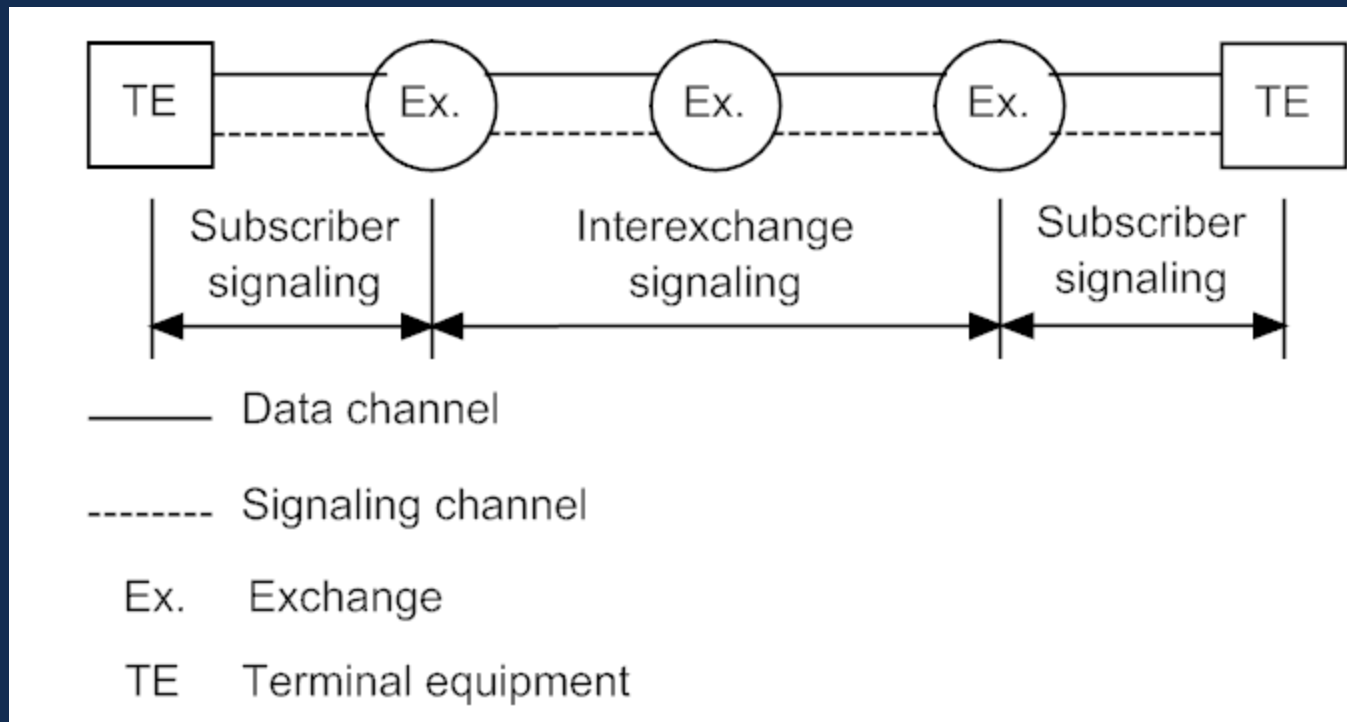 TE
Ex.
Ex.
Ex.
TE
Subscriber
signaling
Interexchange
signaling
Subscriber
signaling
Data channel
Signaling channel
Ex. Exchange
TE Terminal equipment